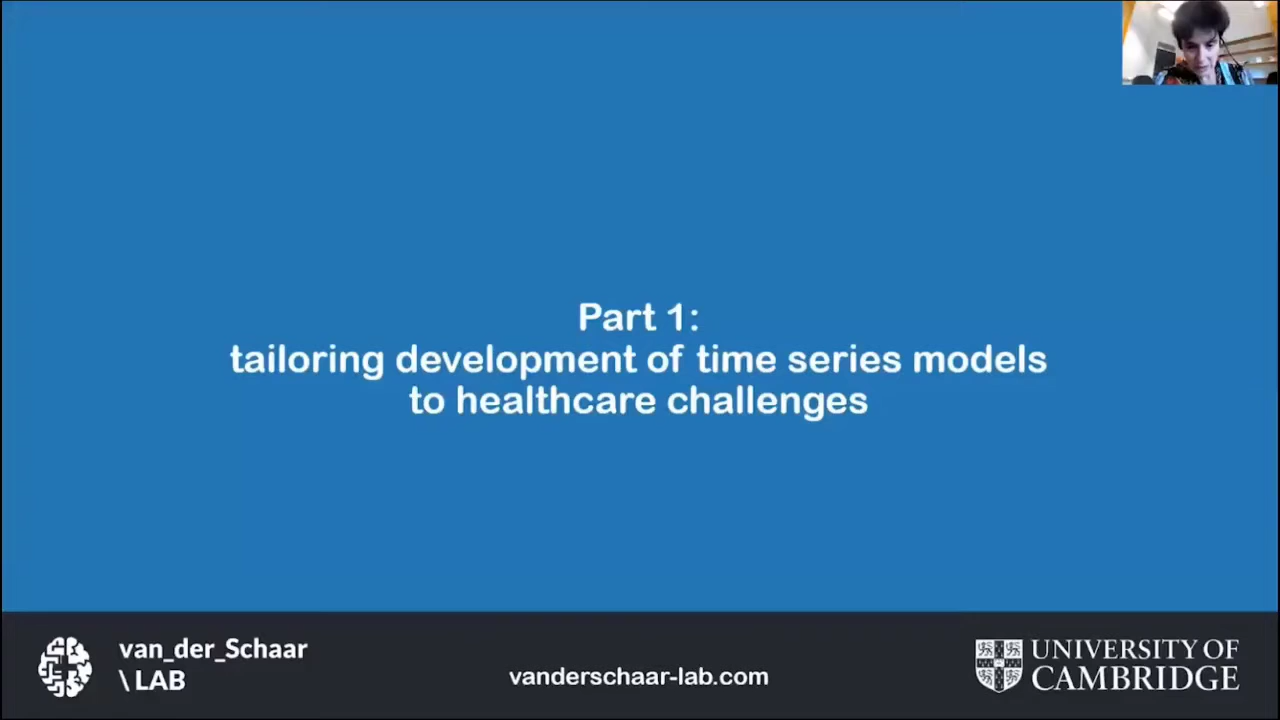 Part 1:
tailoring development of time series models
to healthcare challenges
van_der_Schaar
\ LAB
vanderschaar-lab.com
UNIVERSITY OF
CAMBRIDGE